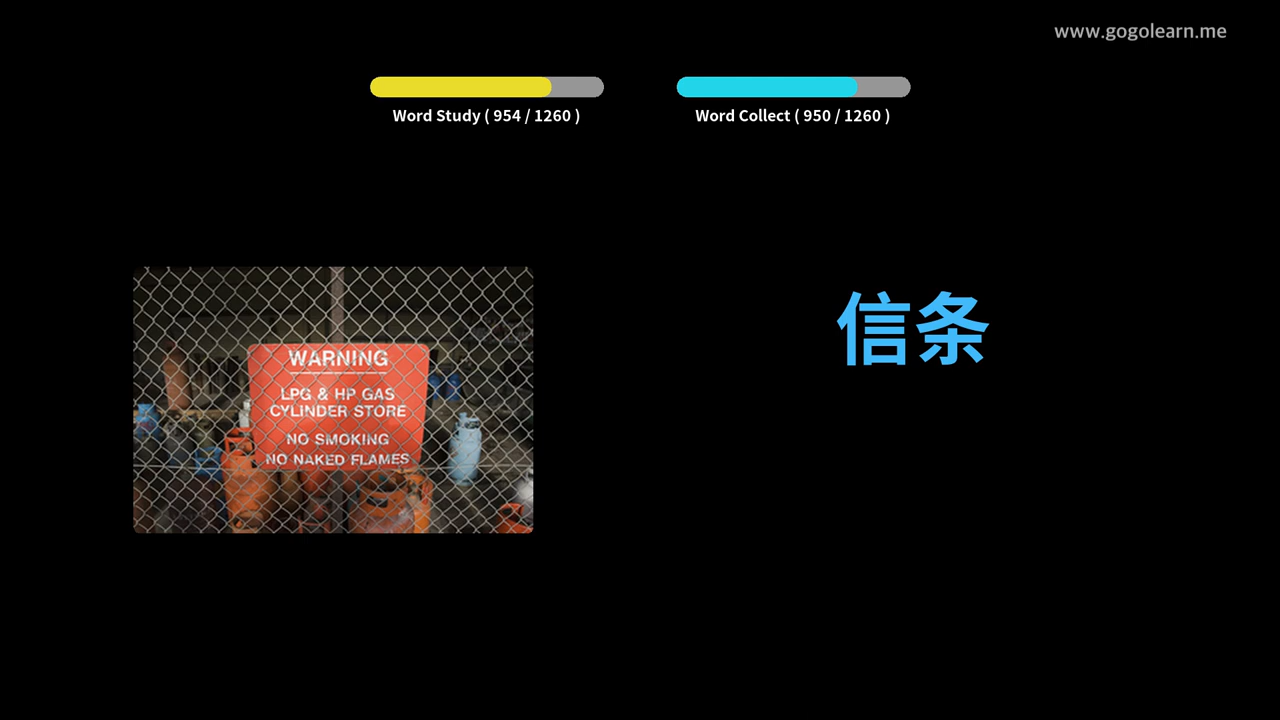 www.gogolearn.me
Word Study ( 954 / 1260 )
Word Collect ( 950 / 1260 )
信条
WARNING
LPG & HP GAS
CYLINDER STORE
NO SMOKING
NO NAKED FLAMES